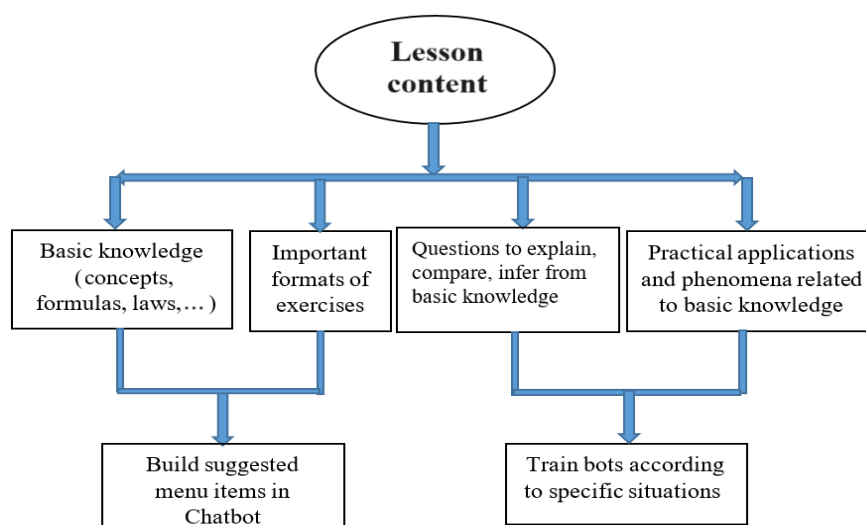 Lesson
content
Basic knowledge
(concepts,
formulas, laws,… )
Important
formats of
exercises
Questions to explain,
compare, infer from
basic knowledge
Practical applications
and phenomena related
to basic knowledge
Build suggested
menu items in
Chatbot
Train bots according
to specific situations